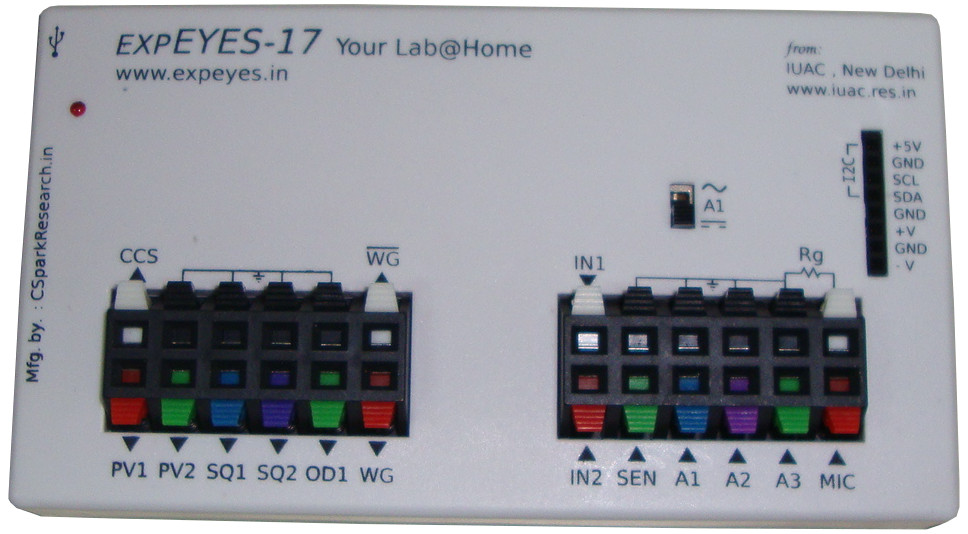 EXPEYES-17 Your Lab@Home
www.expeyes.in
from:
IUAC , New Delhi
www.iuac.res.in
Mfg. by. : CSparkResearch.in
I2C
+5V
GND
SCL
SDA
GND
+V
GND
- V
A1
CCS
WG
IN1
Rg
PV1 PV2 SQ1 SQ2 OD1 WG
IN2 SEN A1 A2 A3 MIC